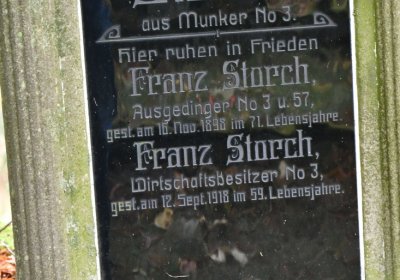 aus Munker No 3.
Hier ruhen in Frieden
Franz Storch,
Ausgedinger No 3 u. 57,
gest. am 16. Nov. 1898 im 71. Lebensjahre.
Franz Storch,
Wirtschaftsbesitzer No 3,
gest. am 12. Sept. 1918 im 59. Lebensjahre.